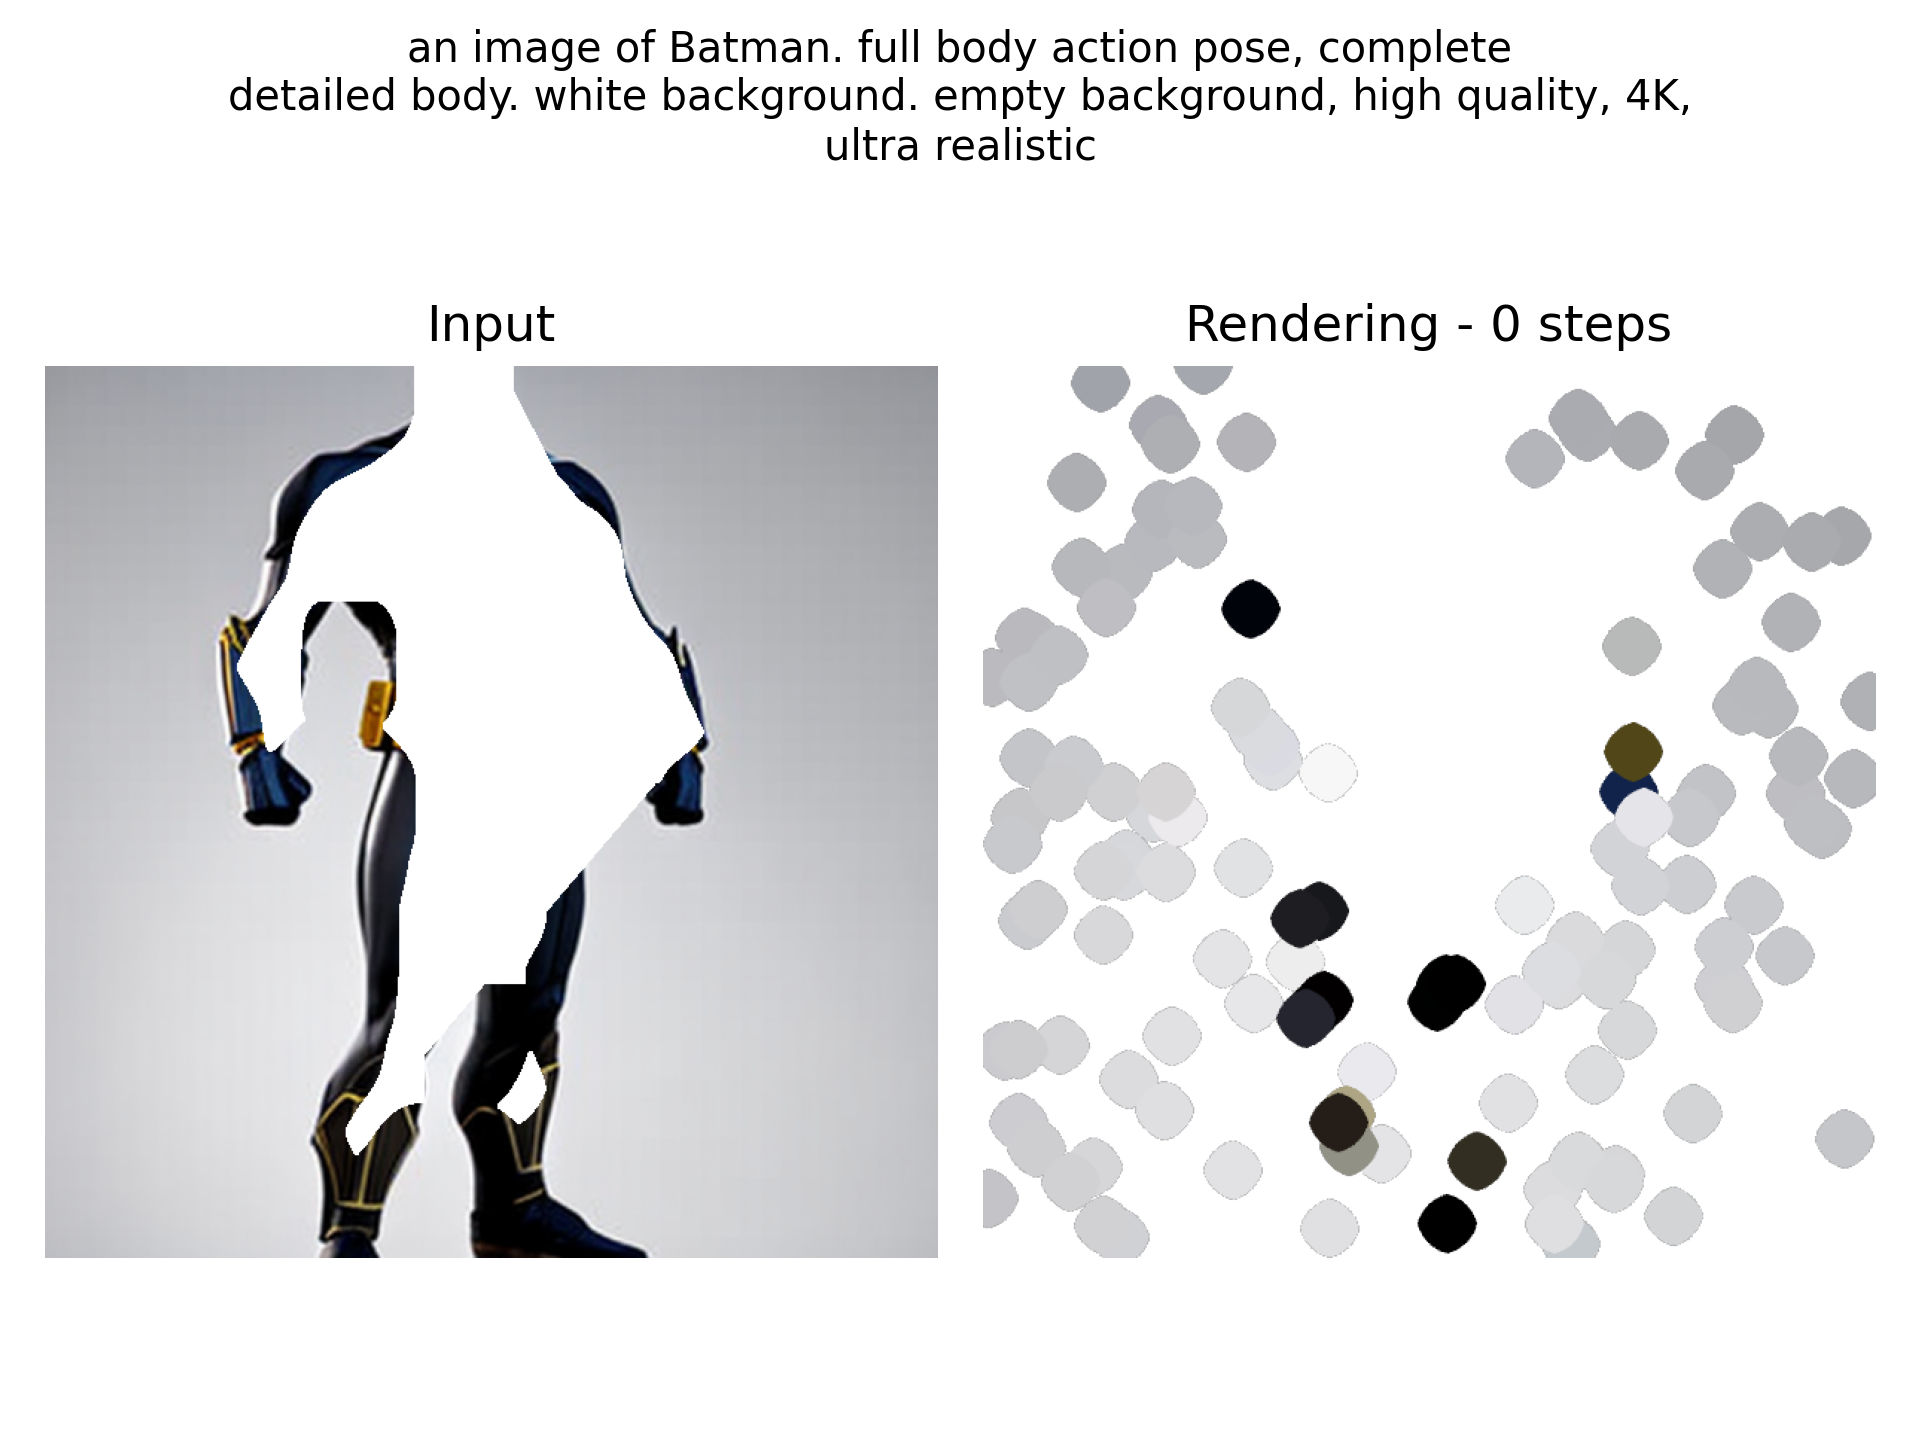 an image of Batman. full body action pose, complete
detailed body. white background. empty background, high quality, 4K,
ultra realistic
Input
Rendering - 0 steps